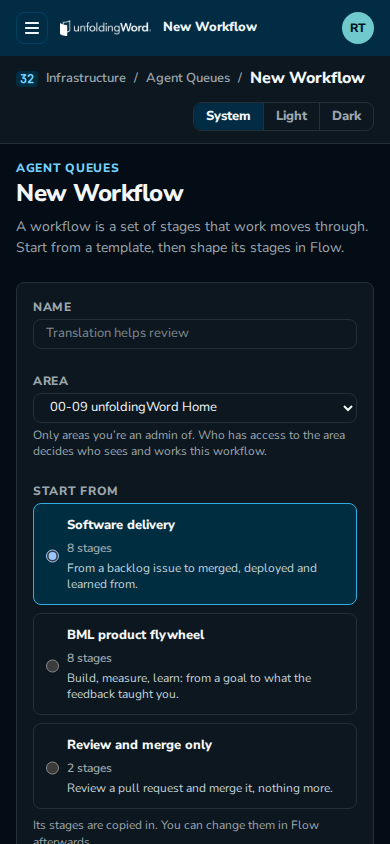 unfoldingWord. New Workflow RT
32 Infrastructure / Agent Queues / New Workflow
System Light Dark
AGENT QUEUES
New Workflow
A workflow is a set of stages that work moves through.
Start from a template, then shape its stages in Flow.
NAME
Translation helps review
AREA
00-09 unfoldingWord Home
Only areas you're an admin of. Who has access to the area
decides who sees and works this workflow.
START FROM
Software delivery
8 stages
From a backlog issue to merged, deployed and
learned from.
BML product flywheel
8 stages
Build, measure, learn: from a goal to what the
feedback taught you.
Review and merge only
2 stages
Review a pull request and merge it, nothing more.
Its stages are copied in. You can change them in Flow
afterwards.